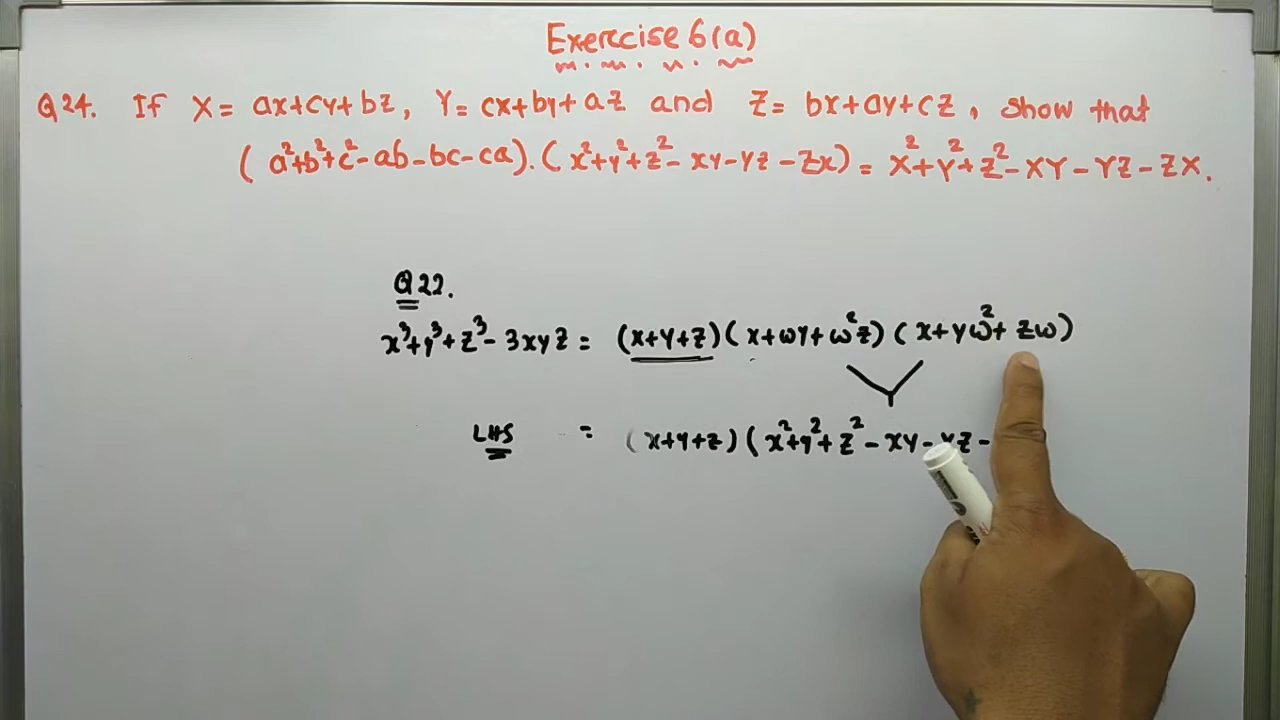 Exercise 6(a)
Q24. If X = ax+cy+bz, Y = cx+by+az and Z = bx+ay+cz, show that
(a²+b²+c²-ab-bc-ca).(x²+y²+z²-xy-yz-zx) = X²+Y²+Z²-XY-YZ-ZX.
Q22.
x³+y³+z³-3xyz = (x+y+z)(x+ωy+ω²z)(x+yω²+zω)
LHS = (x+y+z)(x²+y²+z²-xy-yz-